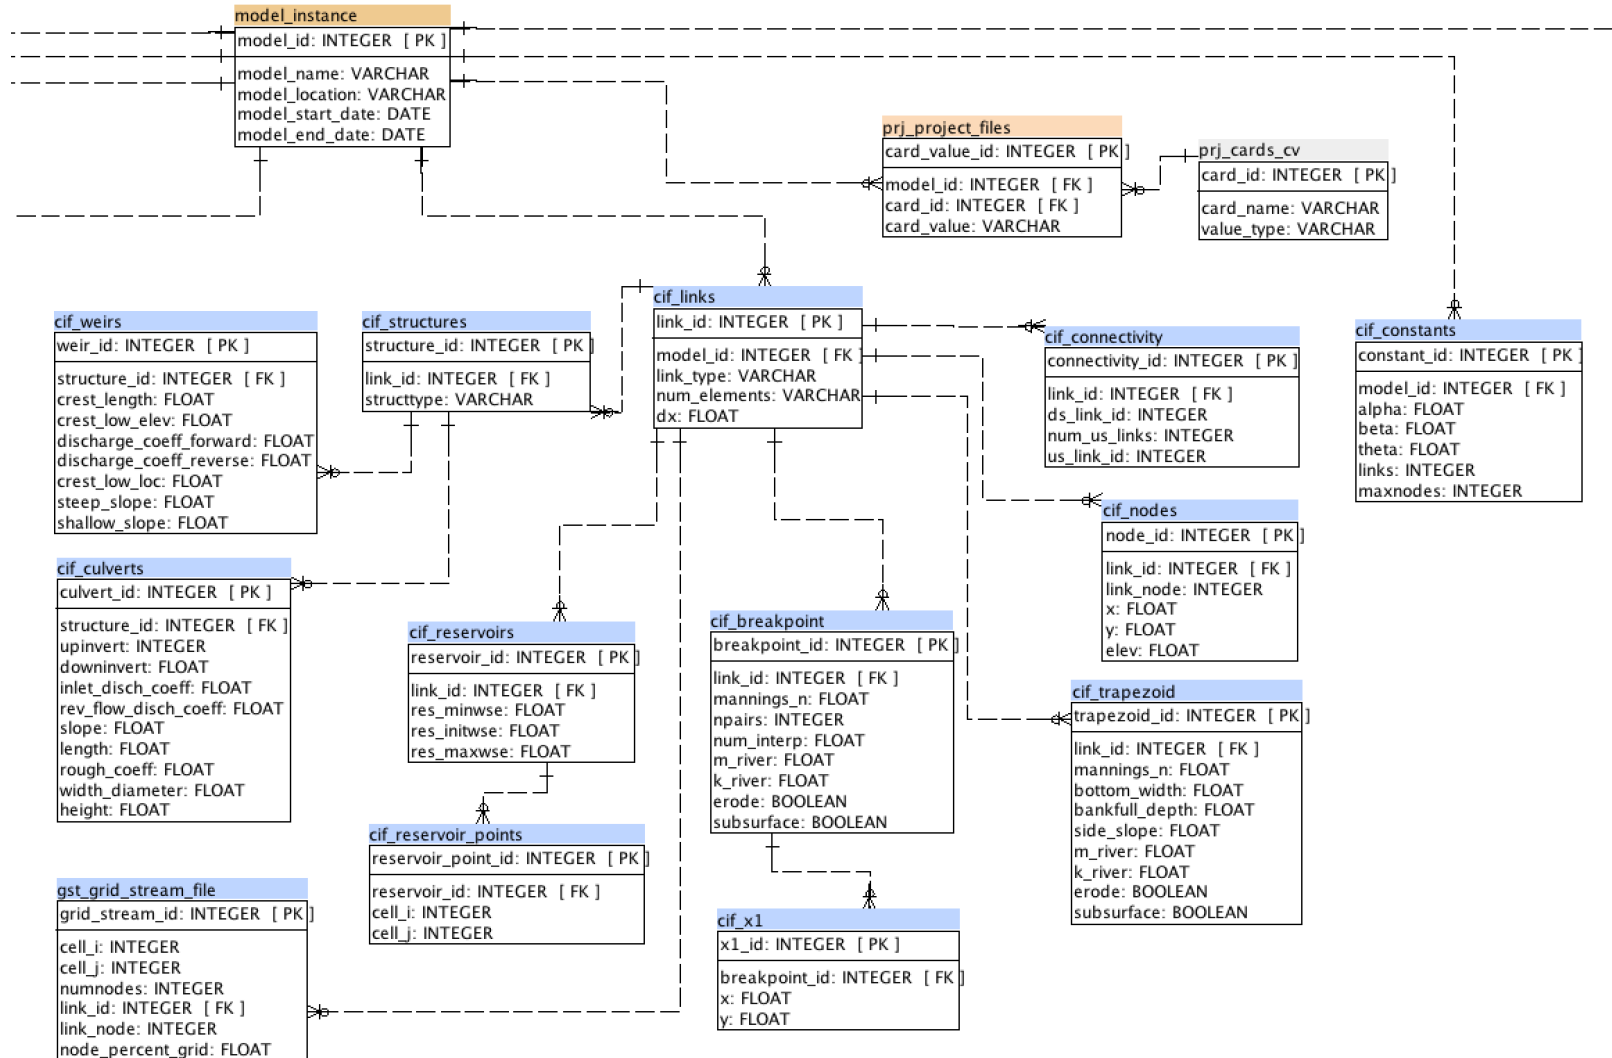 model_instance
model_id: INTEGER [ PK ]
model_name: VARCHAR
model_location: VARCHAR
model_start_date: DATE
model_end_date: DATE
prj_project_files
card_value_id: INTEGER [ PK ]
model_id: INTEGER [ FK ]
card_id: INTEGER [ FK ]
card_value: VARCHAR
prj_cards_cv
card_id: INTEGER [ PK ]
card_name: VARCHAR
value_type: VARCHAR
cif_weirs
weir_id: INTEGER [ PK ]
structure_id: INTEGER [ FK ]
crest_length: FLOAT
crest_low_elev: FLOAT
discharge_coeff_forward: FLOAT
discharge_coeff_reverse: FLOAT
crest_low_loc: FLOAT
steep_slope: FLOAT
shallow_slope: FLOAT
cif_structures
structure_id: INTEGER [ PK ]
link_id: INTEGER [ FK ]
structtype: VARCHAR
cif_links
link_id: INTEGER [ PK ]
model_id: INTEGER [ FK ]
link_type: VARCHAR
num_elements: VARCHAR
dx: FLOAT
cif_connectivity
connectivity_id: INTEGER [ PK ]
link_id: INTEGER [ FK ]
ds_link_id: INTEGER
num_us_links: INTEGER
us_link_id: INTEGER
cif_constants
constant_id: INTEGER [ PK ]
model_id: INTEGER [ FK ]
alpha: FLOAT
beta: FLOAT
theta: FLOAT
links: INTEGER
maxnodes: INTEGER
cif_nodes
node_id: INTEGER [ PK ]
link_id: INTEGER [ FK ]
link_node: INTEGER
x: FLOAT
y: FLOAT
elev: FLOAT
cif_culverts
culvert_id: INTEGER [ PK ]
structure_id: INTEGER [ FK ]
upinvert: INTEGER
downinvert: FLOAT
inlet_disch_coeff: FLOAT
rev_flow_disch_coeff: FLOAT
slope: FLOAT
length: FLOAT
rough_coeff: FLOAT
width_diameter: FLOAT
height: FLOAT
cif_reservoirs
reservoir_id: INTEGER [ PK ]
link_id: INTEGER [ FK ]
res_minwse: FLOAT
res_initwse: FLOAT
res_maxwse: FLOAT
cif_breakpoint
breakpoint_id: INTEGER [ PK ]
link_id: INTEGER [ FK ]
mannings_n: FLOAT
npairs: INTEGER
num_interp: FLOAT
m_river: FLOAT
k_river: FLOAT
erode: BOOLEAN
subsurface: BOOLEAN
cif_trapezoid
trapezoid_id: INTEGER [ PK ]
link_id: INTEGER [ FK ]
mannings_n: FLOAT
bottom_width: FLOAT
bankfull_depth: FLOAT
side_slope: FLOAT
m_river: FLOAT
k_river: FLOAT
erode: BOOLEAN
subsurface: BOOLEAN
cif_reservoir_points
reservoir_point_id: INTEGER [ PK ]
reservoir_id: INTEGER [ FK ]
cell_i: INTEGER
cell_j: INTEGER
gst_grid_stream_file
grid_stream_id: INTEGER [ PK ]
cell_i: INTEGER
cell_j: INTEGER
numnodes: INTEGER
link_id: INTEGER [ FK ]
link_node: INTEGER
node_percent_grid: FLOAT
cif_x1
x1_id: INTEGER [ PK ]
breakpoint_id: INTEGER [ FK ]
x: FLOAT
y: FLOAT